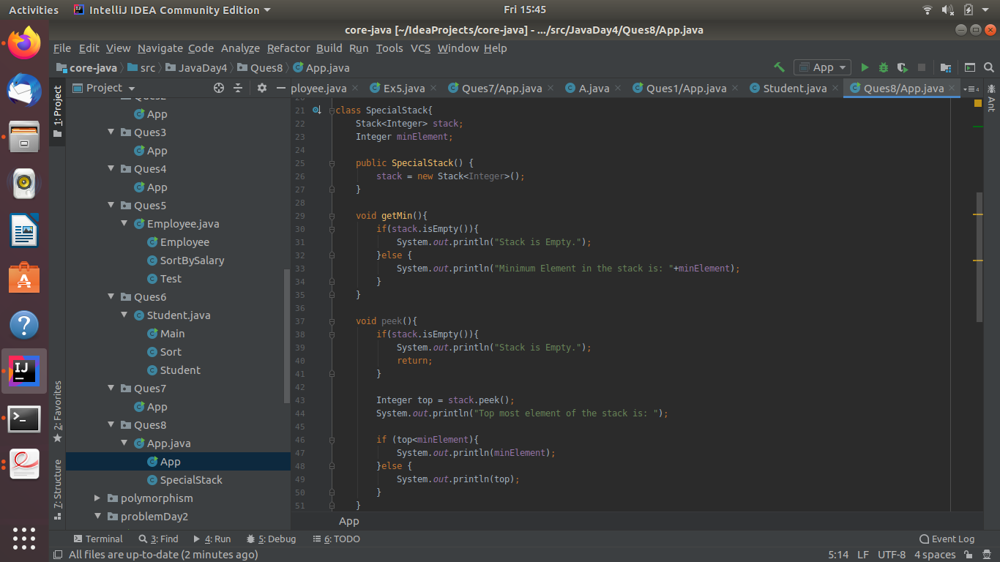 Activities IntelliJ IDEA Community Edition Fri 15:45
core-java [~/IdeaProjects/core-java] - .../src/JavaDay4/Ques8/App.java
File Edit View Navigate Code Analyze Refactor Build Run Tools VCS Window Help
core-java src JavaDay4 Ques8 App.java App
1: Project
Project
App
Ques3
App
Ques4
App
Ques5
Employee.java
Employee
SortBySalary
Test
Ques6
Student.java
Main
Sort
Student
Ques7
App
Ques8
App.java
App
SpecialStack
polymorphism
problemDay2
2: Favorites
7: Structure
ployee.java Ex5.java Ques7/App.java A.java Ques1/App.java Student.java Ques8/App.java 4
Ant
21 class SpecialStack{
22 Stack<Integer> stack;
23 Integer minElement;
24
25 public SpecialStack() {
26 stack = new Stack<Integer>();
27 }
28
29 void getMin(){
30 if(stack.isEmpty()){
31 System.out.println("Stack is Empty.");
32 }else {
33 System.out.println("Minimum Element in the stack is: "+minElement);
34 }
35 }
36
37 void peek(){
38 if(stack.isEmpty()){
39 System.out.println("Stack is Empty.");
40 return;
41 }
42
43 Integer top = stack.peek();
44 System.out.println("Top most element of the stack is: ");
45
46 if (top<minElement){
47 System.out.println(minElement);
48 }else {
49 System.out.println(top);
50 }
51 }
App
Terminal 3: Find 4: Run 5: Debug 6: TODO Event Log
All files are up-to-date (2 minutes ago) 5:14 LF UTF-8 4 spaces